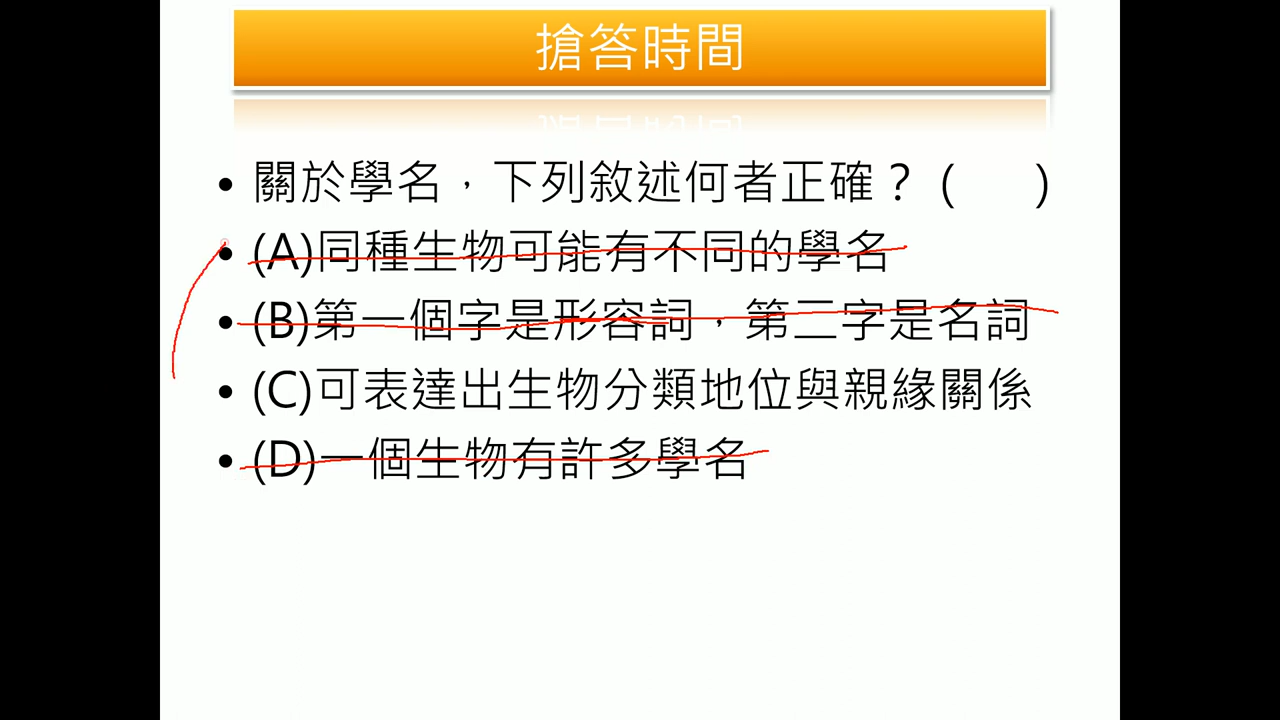 搶答時間
• 關於學名，下列敘述何者正確？(　　)
• (A)同種生物可能有不同的學名
• (B)第一個字是形容詞，第二字是名詞
• (C)可表達出生物分類地位與親緣關係
• (D)一個生物有許多學名